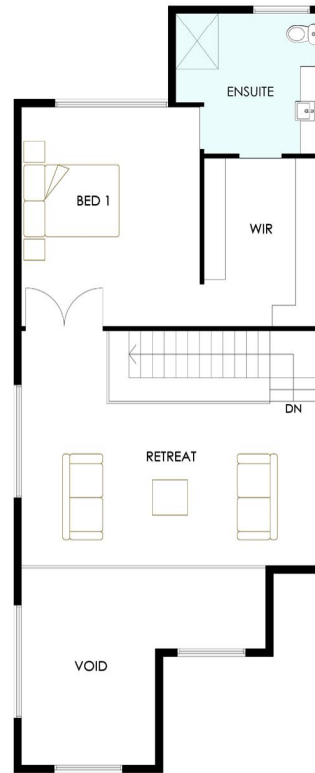 ENSUITE
BED 1
WIR
DN
RETREAT
VOID